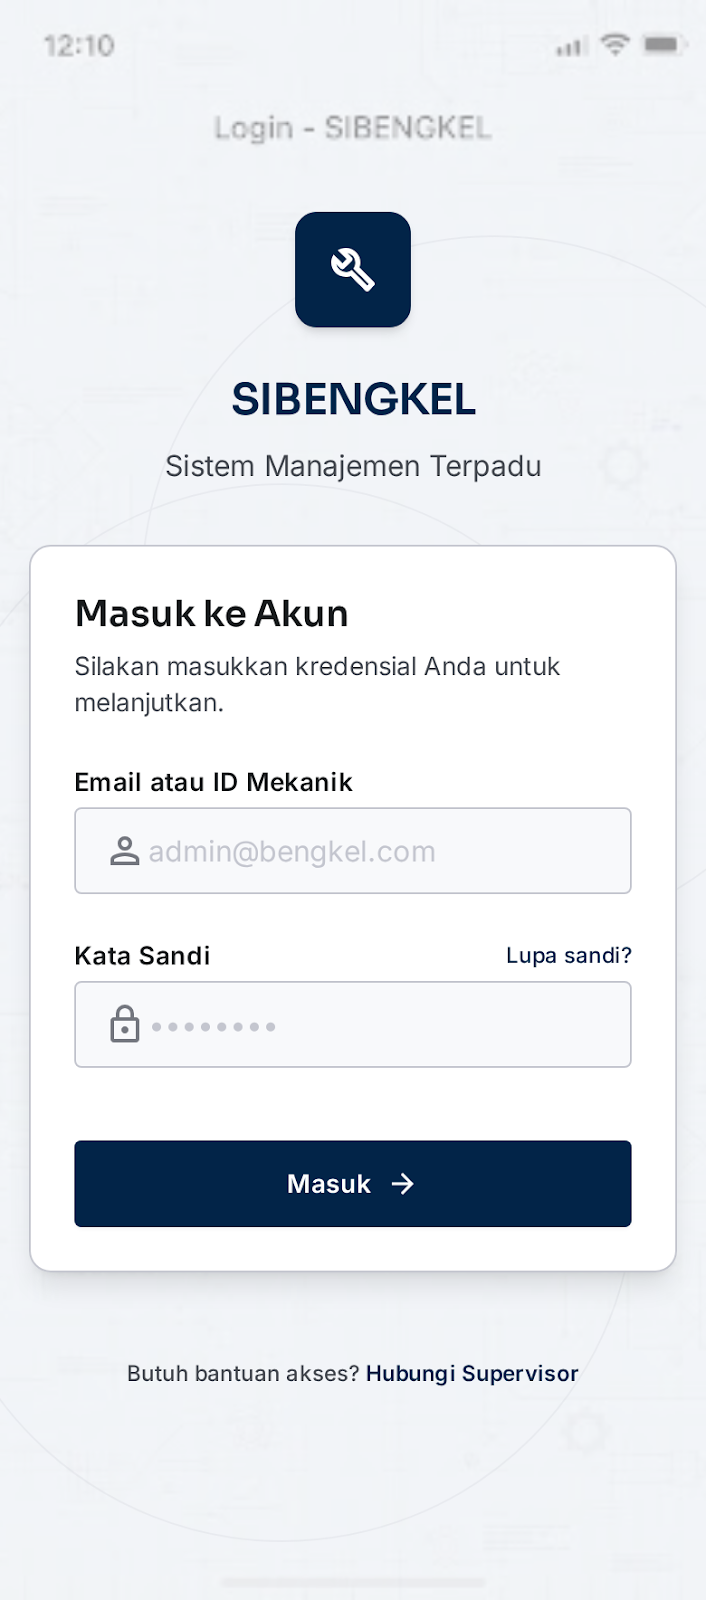 12:10
Login - SIBENGKEL
SIBENGKEL
Sistem Manajemen Terpadu
Masuk ke Akun
Silakan masukkan kredensial Anda untuk
melanjutkan.
Email atau ID Mekanik
admin@bengkel.com
Kata Sandi Lupa sandi?
••••••••
Masuk →
Butuh bantuan akses? Hubungi Supervisor